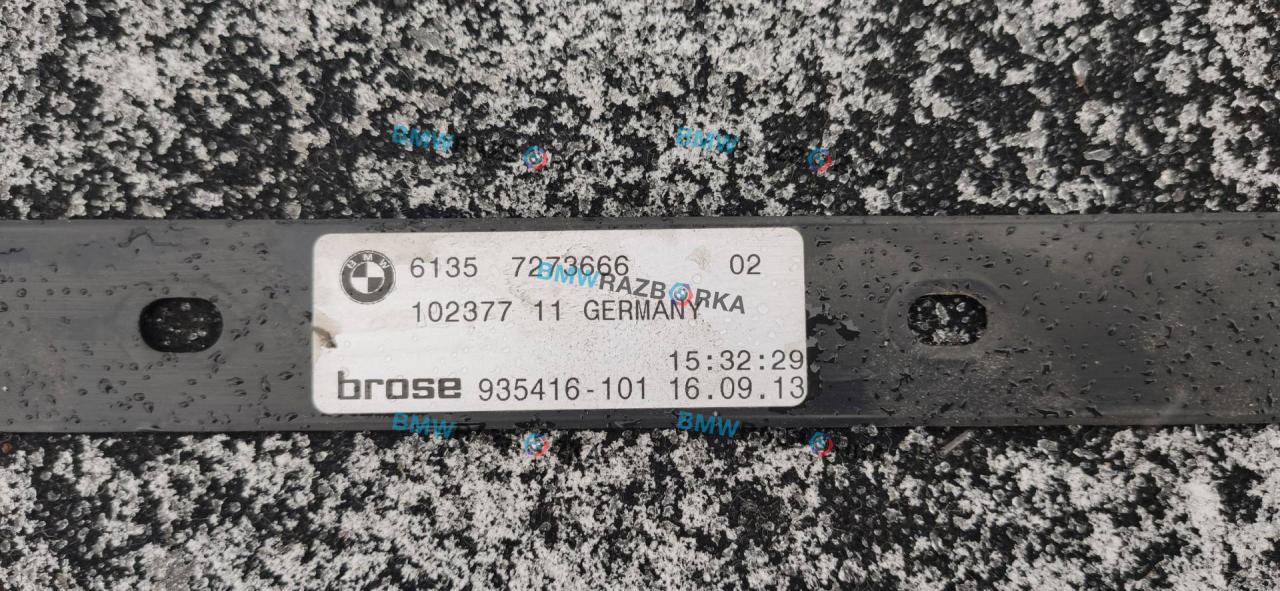 BMW
BMW
BMW
6135 7273666 02
BMWRAZBORKA
102377 11 GERMANY
15:32:29
brose 935416-101 16.09.13
BMW
BMW